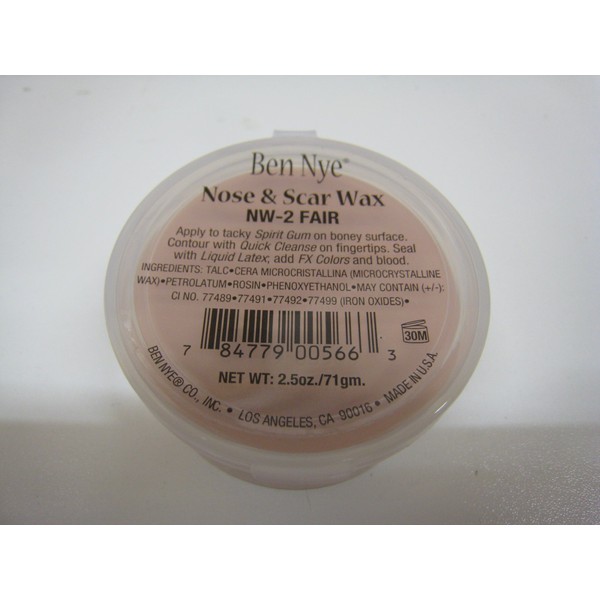 Ben Nye®
Nose & Scar Wax
NW-2 FAIR
Apply to tacky Spirit Gum on boney surface.
Contour with Quick Cleanse on fingertips. Seal
with Liquid Latex, add FX Colors and blood.
INGREDIENTS: TALC•CERA MICROCRISTALLINA (MICROCRYSTALLINE
WAX)•PETROLATUM•ROSIN•PHENOXYETHANOL•MAY CONTAIN (+/-):
CI NO. 77489•77491•77492•77499 (IRON OXIDES)•
30M
7 84779 00566 3
NET WT: 2.5oz./71gm.
BEN NYE® CO., INC. • LOS ANGELES, CA 90016 • MADE IN U.S.A.